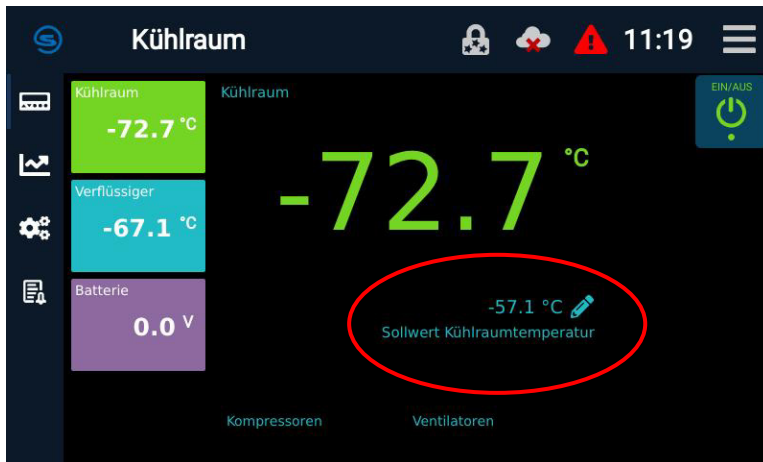 Kühlraum
11:19
Kühlraum
-72.7 °C
Verflüssiger
-67.1 °C
Batterie
0.0 V
Kühlraum
-72.7 °C
-57.1 °C
Sollwert Kühlraumtemperatur
Kompressoren
Ventilatoren
EIN/AUS